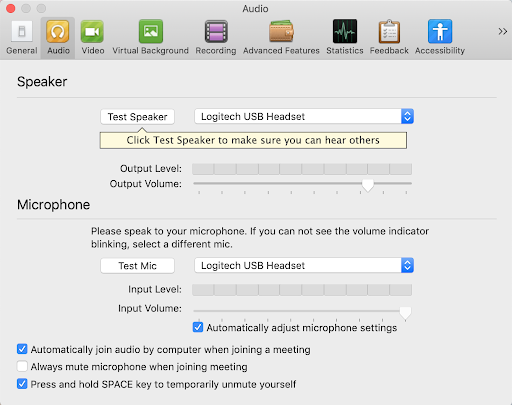 Audio
General Audio Video Virtual Background Recording Advanced Features Statistics Feedback Accessibility
Speaker
Test Speaker Logitech USB Headset
Click Test Speaker to make sure you can hear others
Output Level:
Output Volume:
Microphone
Please speak to your microphone. If you can not see the volume indicator
blinking, select a different mic.
Test Mic Logitech USB Headset
Input Level:
Input Volume:
Automatically adjust microphone settings
Automatically join audio by computer when joining a meeting
Always mute microphone when joining meeting
Press and hold SPACE key to temporarily unmute yourself